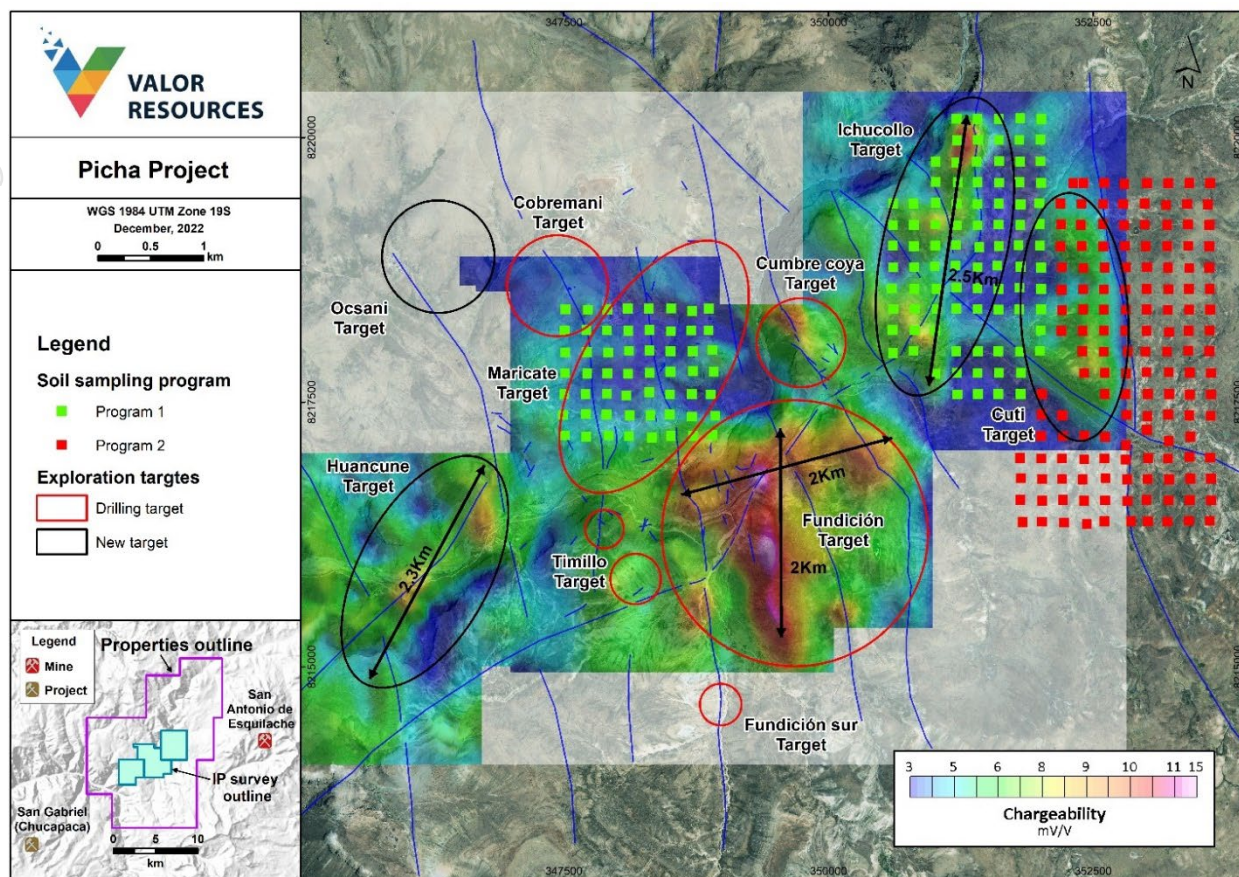 VALOR
RESOURCES
Picha Project
WGS 1984 UTM Zone 19S
December, 2022
0 0.5 1
km
Legend
Soil sampling program
Program 1
Program 2
Exploration targtes
Drilling target
New target
Legend
Mine
Project
Properties outline
San
Antonio de
Esquilache
IP survey
outline
San Gabriel
(Chucapaca)
0 5 10
km
347500
350000
352500
N
8220000
8220000
Ichucollo
Target
Cobremani
Target
Cumbre coya
Target
2.5Km
Ocsani
Target
Maricate
Target
8217500
8217500
Cuti
Target
Huancune
Target
2Km
Fundición
Target
2Km
Timillo
Target
2.3Km
8215000
8215000
Fundición sur
Target
3 5 6 8 9 10 11 15
Chargeability
mV/V
347500
350000
352500